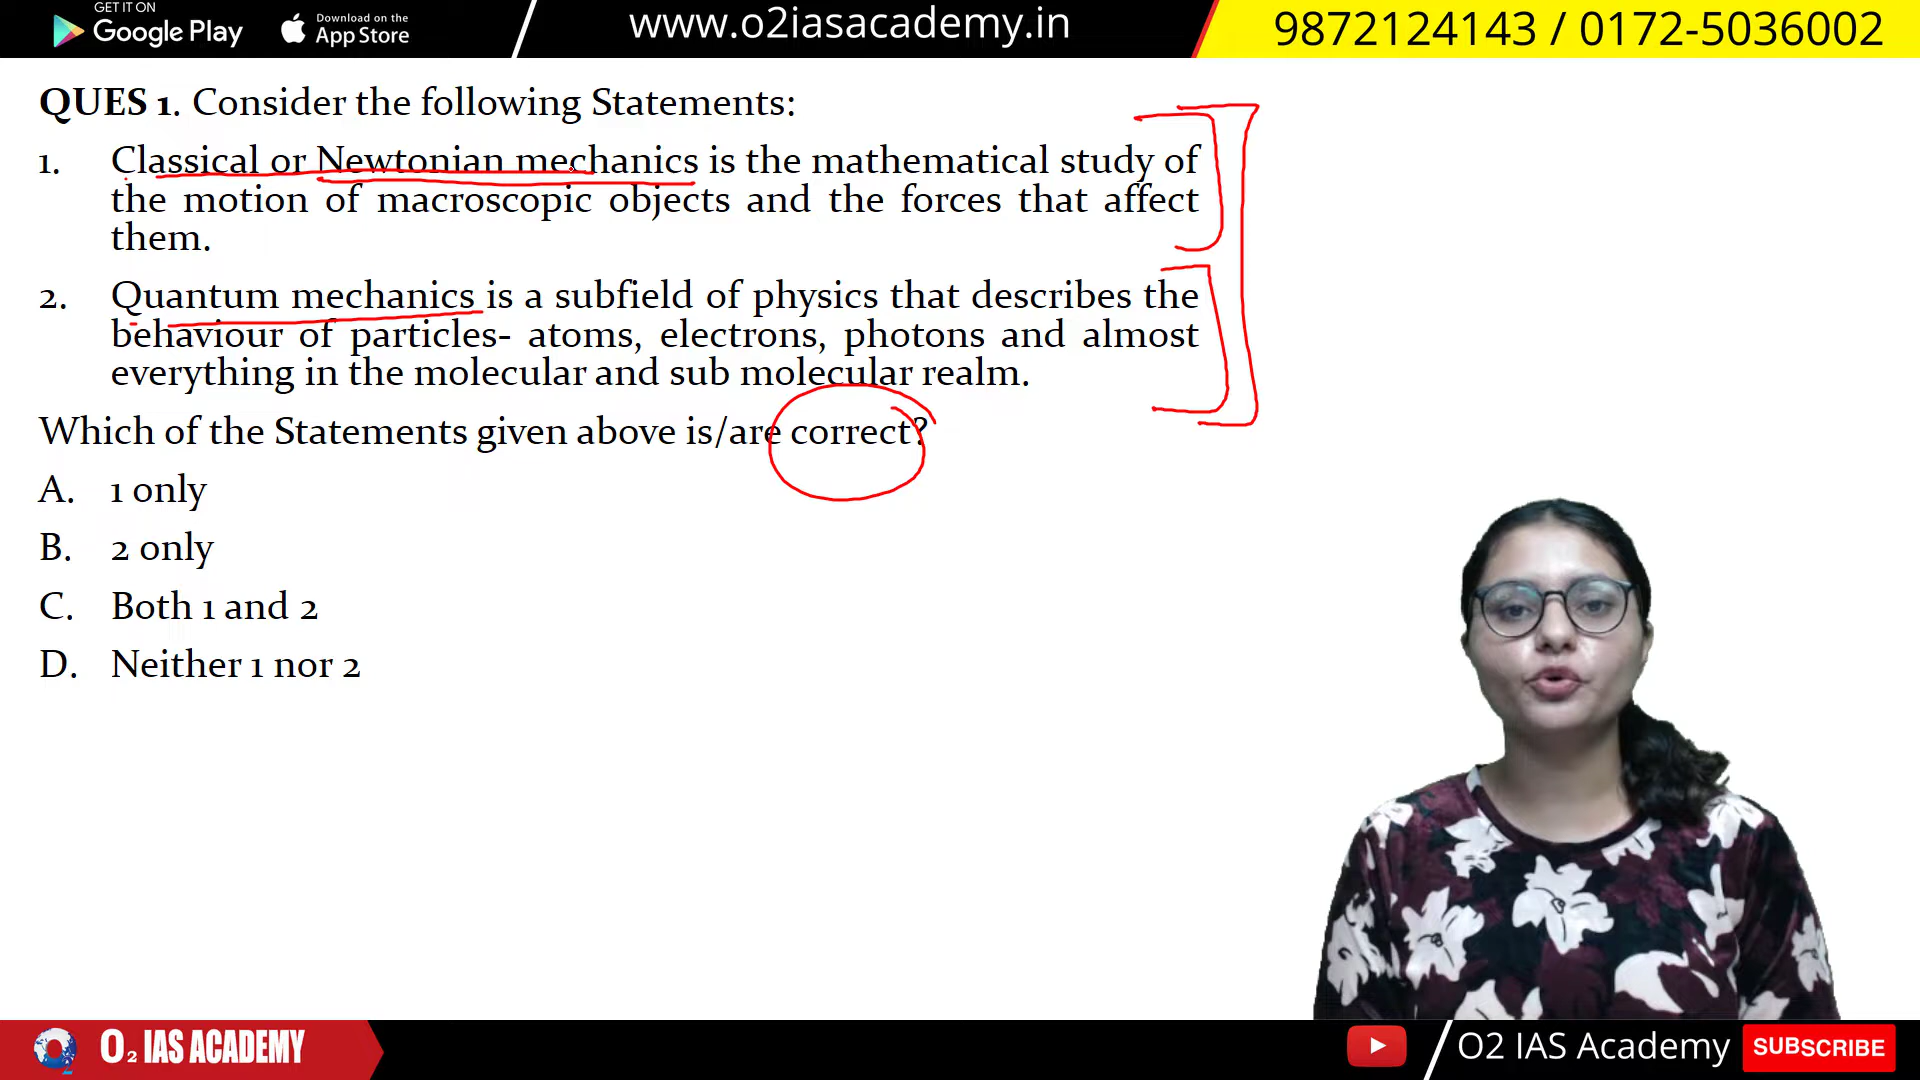 GET IT ON
Google Play
Download on the
App Store
www.o2iasacademy.in
9872124143 / 0172-5036002
QUES 1. Consider the following Statements:
1. Classical or Newtonian mechanics is the mathematical study of
the motion of macroscopic objects and the forces that affect
them.
2. Quantum mechanics is a subfield of physics that describes the
behaviour of particles- atoms, electrons, photons and almost
everything in the molecular and sub molecular realm.
Which of the Statements given above is/are correct?
A. 1 only
B. 2 only
C. Both 1 and 2
D. Neither 1 nor 2
O2 IAS ACADEMY
O2 IAS Academy
SUBSCRIBE